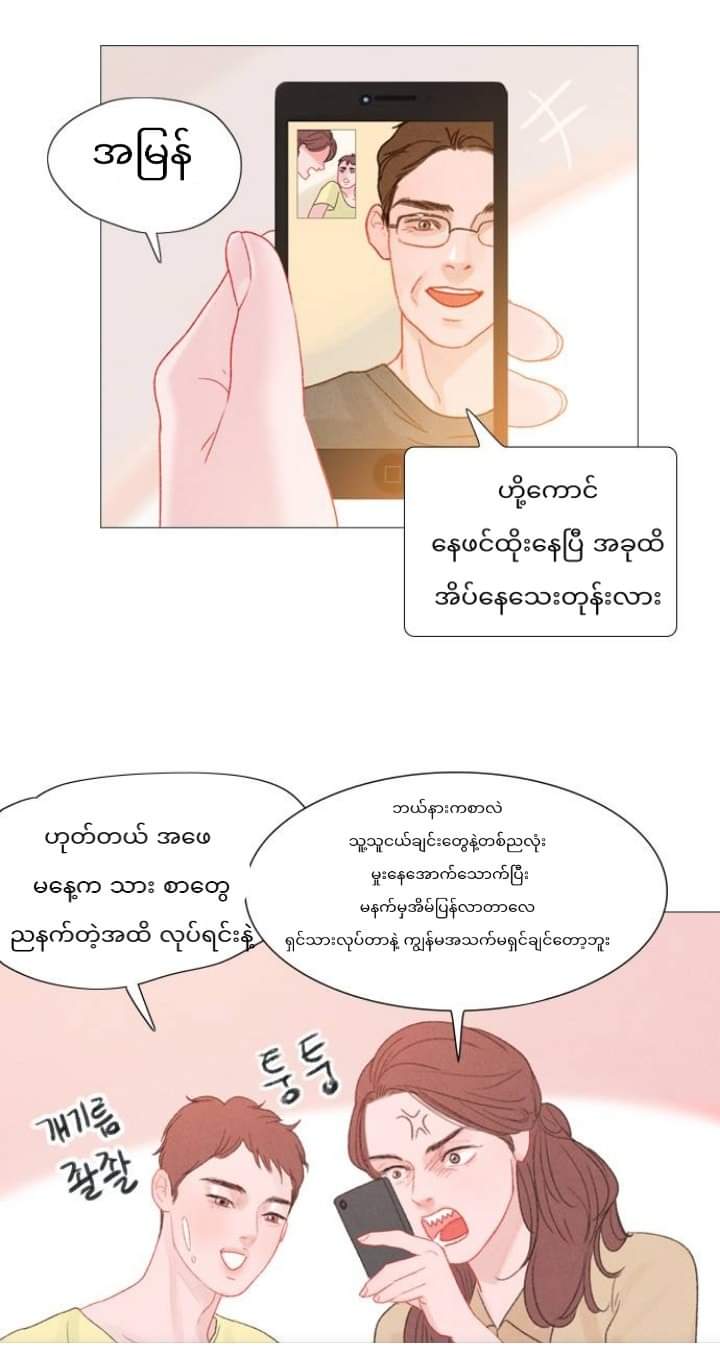 အမြန်
ဟို့ကောင်
နေဖင်ထိုးနေပြီ အခုထိ
အိပ်နေသေးတုန်းလား
ဟုတ်တယ် အဖေ
မနေ့က သား စာတွေ
ညနက်တဲ့အထိ လုပ်ရင်းနဲ့
ဘယ်နားကစာလဲ
သူ့သူငယ်ချင်းတွေနဲ့တစ်ညလုံး
မှူးနေအောက်သောက်ပြီး
မနက်မှအိမ်ပြန်လာတာလေ
ရှင်သားလုပ်တာနဲ့ ကျွန်မအသက်မရှင်ချင်တော့ဘူး
퉁퉁
개기름
좔좔